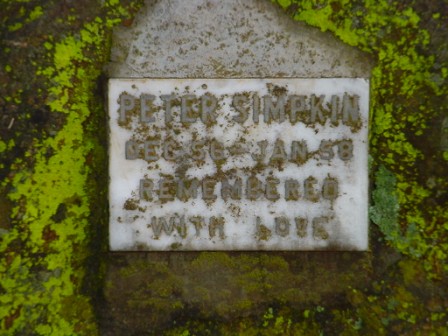 PETER SIMPKIN
DEC. 56 - JAN. 58
REMEMBERED
WITH LOVE